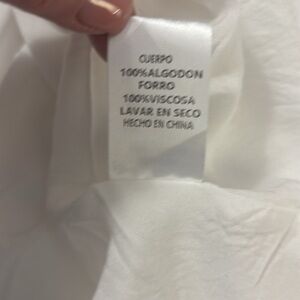 CUERPO
100%ALGODON
FORRO
100%VISCOSA
LAVAR EN SECO
HECHO EN CHINA